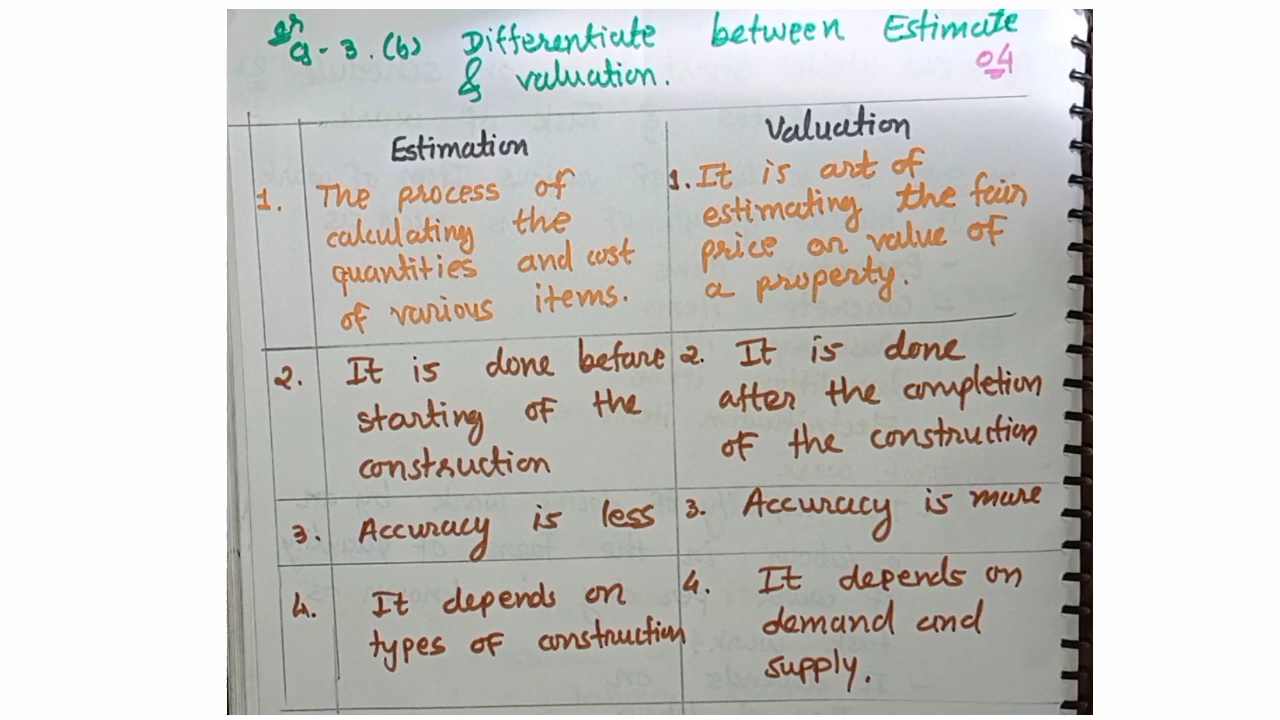 Q-3.(b) Differentiate between Estimate
& valuation. 04
Estimation
Valuation
1. The process of
calculating the
quantities and cost
of various items.
1. It is art of
estimating the fair
price or value of
a property.
2. It is done before
starting of the
construction
2. It is done
after the completion
of the construction
3. Accuracy is less
3. Accuracy is more
4. It depends on
types of construction
4. It depends on
demand and
supply.